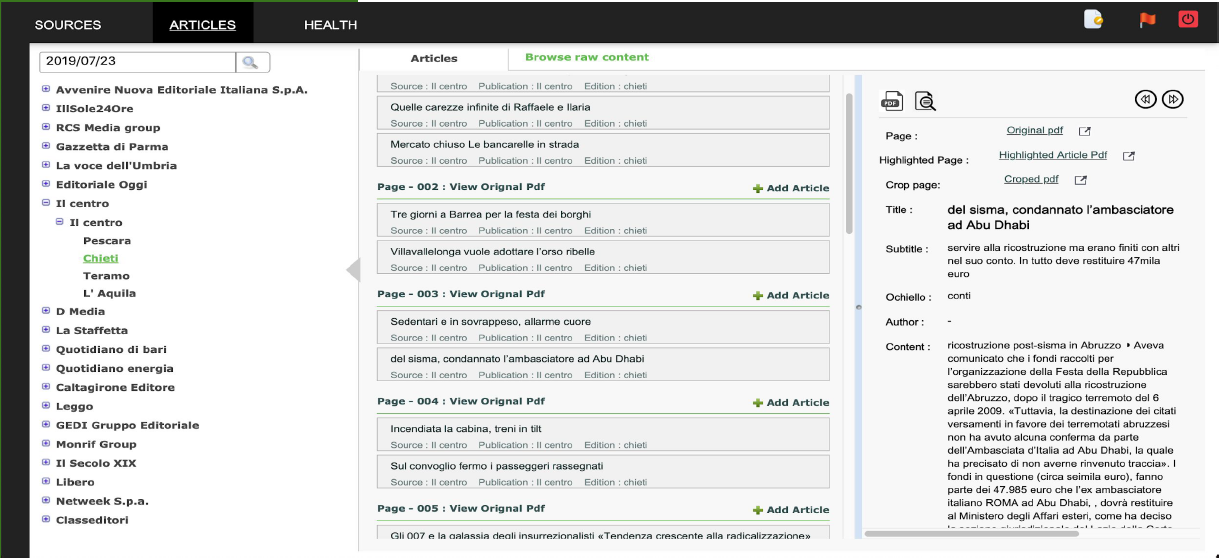 SOURCES
ARTICLES
HEALTH
2019/07/23
Avvenire Nuova Editoriale Italiana S.p.A.
IllSole24Ore
RCS Media group
Gazzetta di Parma
La voce dell'Umbria
Editoriale Oggi
Il centro
Il centro
Pescara
Chieti
Teramo
L' Aquila
D Media
La Staffetta
Quotidiano di bari
Quotidiano energia
Caltagirone Editore
Leggo
GEDI Gruppo Editoriale
Monrif Group
Il Secolo XIX
Libero
Netweek S.p.a.
Classeditori
Articles
Browse raw content
Source : Il centro Publication : Il centro Edition : chieti
Quelle carezze infinite di Raffaele e Ilaria
Source : Il centro Publication : Il centro Edition : chieti
Mercato chiuso Le bancarelle in strada
Source : Il centro Publication : Il centro Edition : chieti
Page - 002 : View Orignal Pdf
Add Article
Tre giorni a Barrea per la festa dei borghi
Source : Il centro Publication : Il centro Edition : chieti
Villavallelonga vuole adottare l'orso ribelle
Source : Il centro Publication : Il centro Edition : chieti
Page - 003 : View Orignal Pdf
Add Article
Sedentari e in sovrappeso, allarme cuore
Source : Il centro Publication : Il centro Edition : chieti
del sisma, condannato l'ambasciatore ad Abu Dhabi
Source : Il centro Publication : Il centro Edition : chieti
Page - 004 : View Orignal Pdf
Add Article
Incendiata la cabina, treni in tilt
Source : Il centro Publication : Il centro Edition : chieti
Sul convoglio fermo i passeggeri rassegnati
Source : Il centro Publication : Il centro Edition : chieti
Page - 005 : View Orignal Pdf
Add Article
Gli 007 e la galassia degli insurrezionalisti «Tendenza crescente alla radicalizzazione»
PDF
Page :
Original pdf
Highlighted Page :
Highlighted Article Pdf
Crop page:
Croped pdf
Title :
del sisma, condannato l'ambasciatore
ad Abu Dhabi
Subtitle :
servire alla ricostruzione ma erano finiti con altri
nel suo conto. In tutto deve restituire 47mila
euro
Ochiello :
conti
Author :
-
Content :
ricostruzione post-sisma in Abruzzo • Aveva
comunicato che i fondi raccolti per
l'organizzazione della Festa della Repubblica
sarebbero stati devoluti alla ricostruzione
dell'Abruzzo, dopo il tragico terremoto del 6
aprile 2009. «Tuttavia, la destinazione dei citati
versamenti in favore dei terremotati abruzzesi
non ha avuto alcuna conferma da parte
dell'Ambasciata d'Italia ad Abu Dhabi, la quale
ha precisato di non averne rinvenuto traccia». I
fondi in questione (circa seimila euro), fanno
parte dei 47.985 euro che l'ex ambasciatore
italiano ROMA ad Abu Dhabi, , dovrà restituire
al Ministero degli Affari esteri, come ha deciso